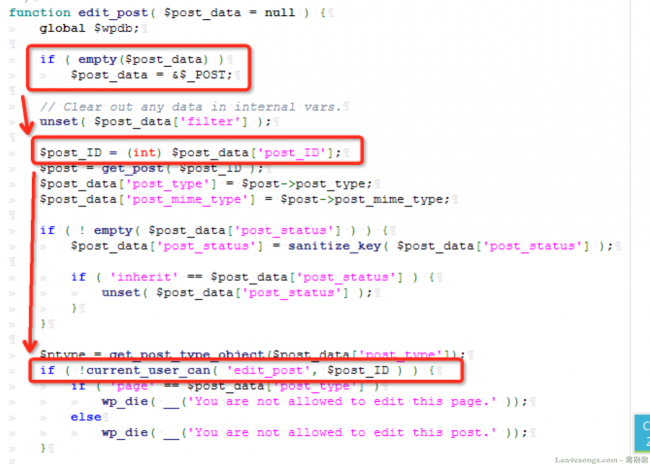 function edit_post( $post_data = null ) {
global $wpdb;
if ( empty($post_data) )
$post_data = &$_POST;
// Clear out any data in internal vars.
unset( $post_data['filter'] );
$post_ID = (int) $post_data['post_ID'];
$post = get_post( $post_ID );
$post_data['post_type'] = $post->post_type;
$post_data['post_mime_type'] = $post->post_mime_type;
if ( ! empty( $post_data['post_status'] ) ) {
$post_data['post_status'] = sanitize_key( $post_data['post_status'] );
if ( 'inherit' == $post_data['post_status'] ) {
unset( $post_data['post_status'] );
}
}
$ptype = get_post_type_object($post_data['post_type']);
if ( !current_user_can( 'edit_post', $post_ID ) ) {
if ( 'page' == $post_data['post_type'] )
wp_die( __('You are not allowed to edit this page.' ));
else
wp_die( __('You are not allowed to edit this post.' ));
}
C
2
Leavesongs.com –